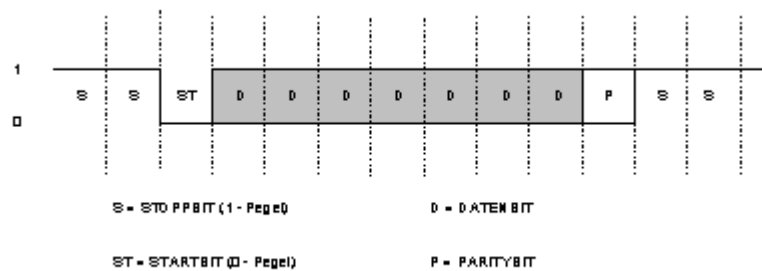 1
S S ST D D D D D D D P S S
0
S = STOPPBIT (1 - Pegel) D = DATENBIT
ST = STARTBIT (0 - Pegel) P = PARITYBIT